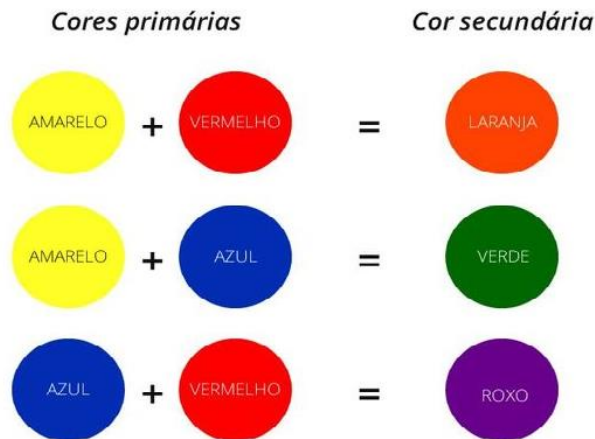 Cores primárias Cor secundária
AMARELO + VERMELHO = LARANJA
AMARELO + AZUL = VERDE
AZUL + VERMELHO = ROXO